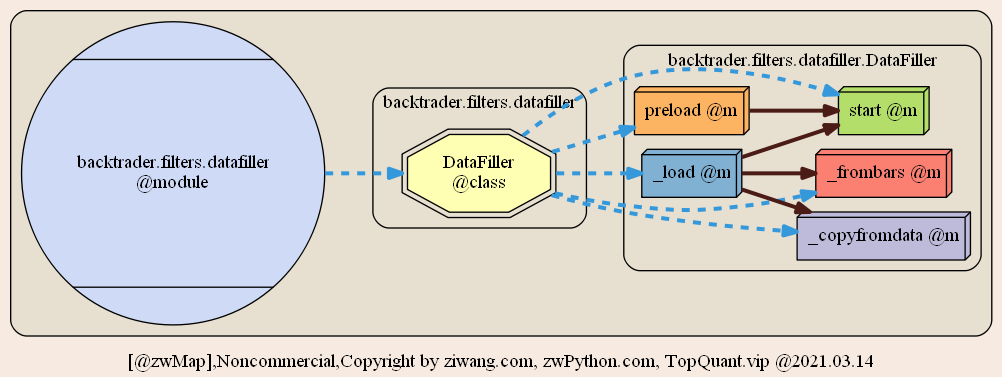 backtrader.filters.datafiller.DataFiller
backtrader.filters.datafiller
preload @m
start @m
backtrader.filters.datafiller
@module
DataFiller
@class
_load @m
_frombars @m
_copyfromdata @m
[@zwMap],Noncommercial,Copyright by ziwang.com, zwPython.com, TopQuant.vip @2021.03.14